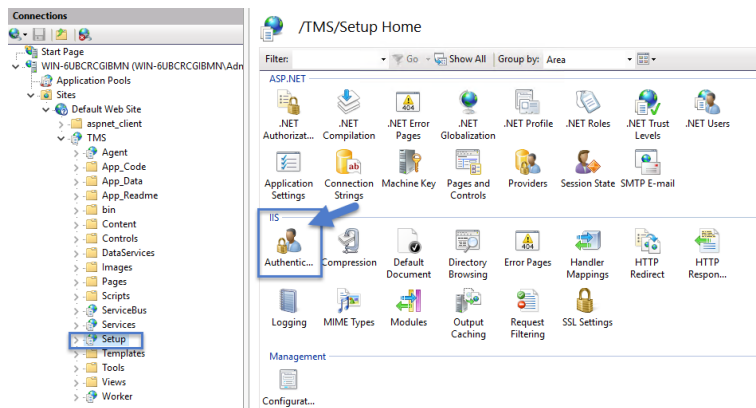 Connections
Start Page
WIN-6UBCRCGIBMN (WIN-6UBCRCGIBMN\Adn
Application Pools
Sites
Default Web Site
aspnet_client
TMS
Agent
App_Code
App_Data
App_Readme
bin
Content
Controls
DataServices
Images
Pages
Scripts
ServiceBus
Services
Setup
Templates
Tools
Views
Worker
/TMS/Setup Home
Filter: Go Show All Group by: Area
ASP.NET
.NET Authorizat...
.NET Compilation
.NET Error Pages
.NET Globalization
.NET Profile
.NET Roles
.NET Trust Levels
.NET Users
Application Settings
Connection Strings
Machine Key
Pages and Controls
Providers
Session State
SMTP E-mail
IIS
Authentic...
Compression
Default Document
Directory Browsing
Error Pages
Handler Mappings
HTTP Redirect
HTTP Respon...
Logging
MIME Types
Modules
Output Caching
Request Filtering
SSL Settings
Management
Configurat...